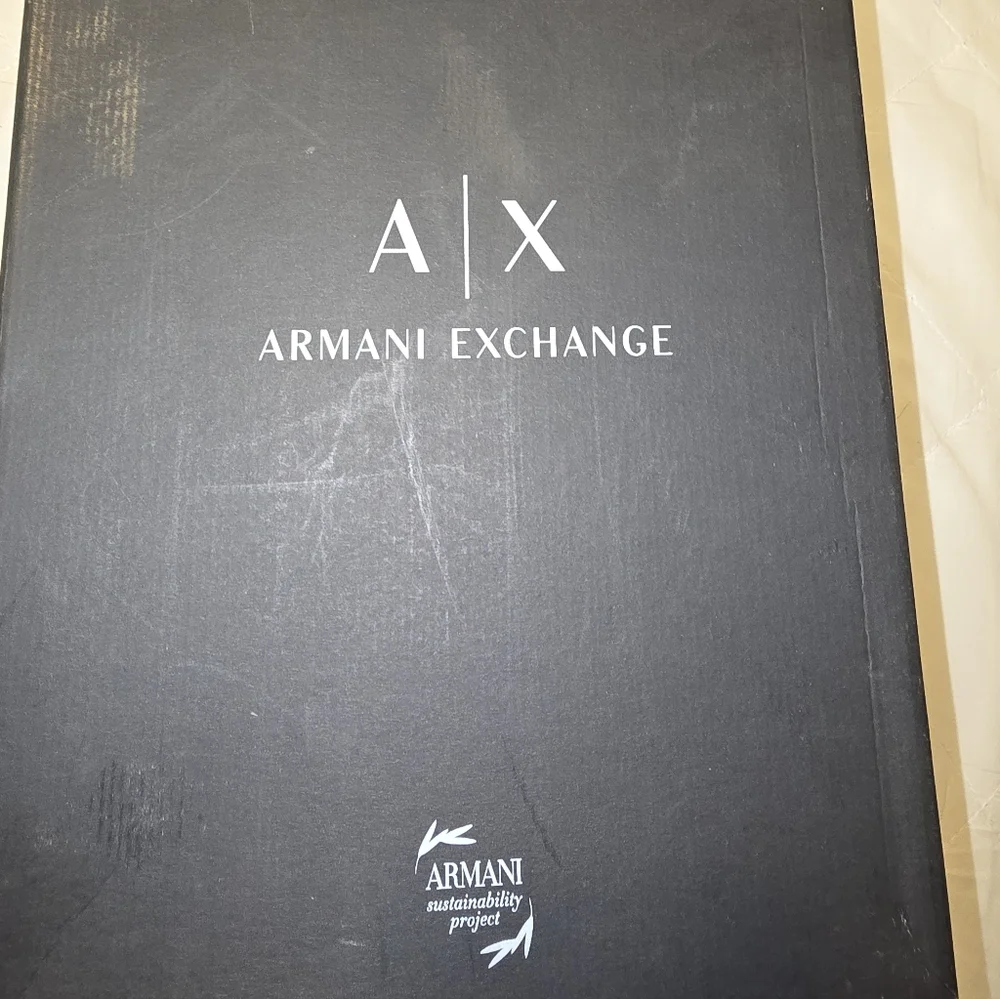 A|X
ARMANI EXCHANGE
ARMANI
sustainability
project